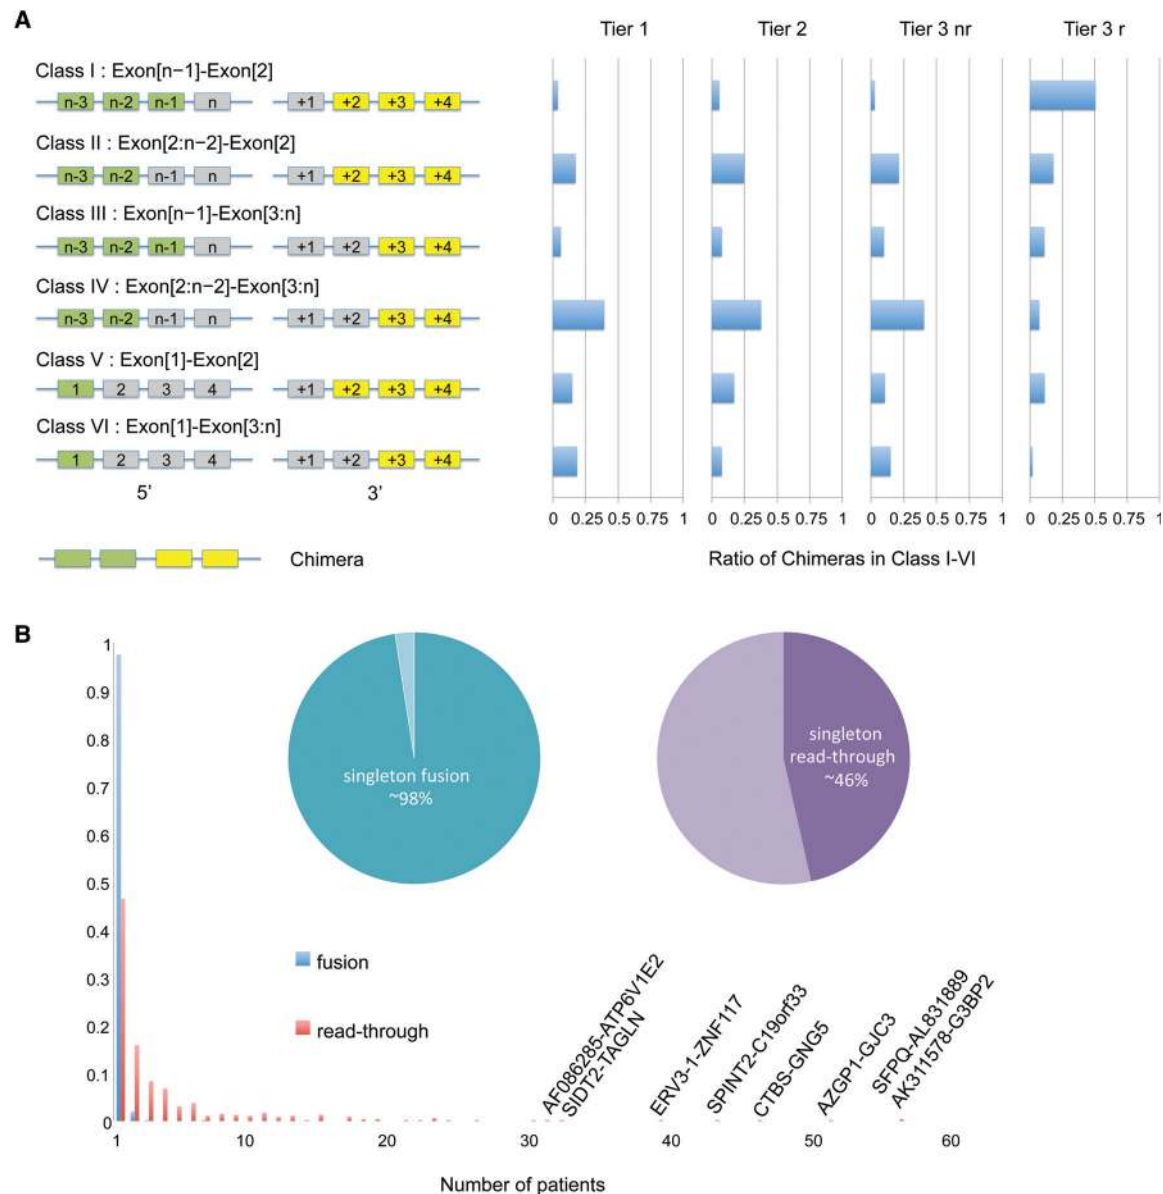 A
Tier 1 Tier 2 Tier 3 nr Tier 3 r
Class I : Exon[n−1]-Exon[2]
n-3 n-2 n-1 n +1 +2 +3 +4
Class II : Exon[2:n−2]-Exon[2]
n-3 n-2 n-1 n +1 +2 +3 +4
Class III : Exon[n−1]-Exon[3:n]
n-3 n-2 n-1 n +1 +2 +3 +4
Class IV : Exon[2:n−2]-Exon[3:n]
n-3 n-2 n-1 n +1 +2 +3 +4
Class V : Exon[1]-Exon[2]
1 2 3 4 +1 +2 +3 +4
Class VI : Exon[1]-Exon[3:n]
1 2 3 4 +1 +2 +3 +4
5' 3'
0 0.25 0.5 0.75 1 0 0.25 0.5 0.75 1 0 0.25 0.5 0.75 1 0 0.25 0.5 0.75 1
Chimera
Ratio of Chimeras in Class I-VI
B
1
0.9
0.8
0.7
0.6
0.5
0.4
0.3
0.2
0.1
0
singleton fusion
~98%
singleton
read-through
~46%
fusion
read-through
AF086285-ATP6V1E2
SIDT2-TAGLN
ERV3-1-ZNF117
SPINT2-C19orf33
CTBS-GNG5
AZGP1-GJC3
SFPQ-AL831889
AK311578-G3BP2
1 10 20 30 40 50 60
Number of patients